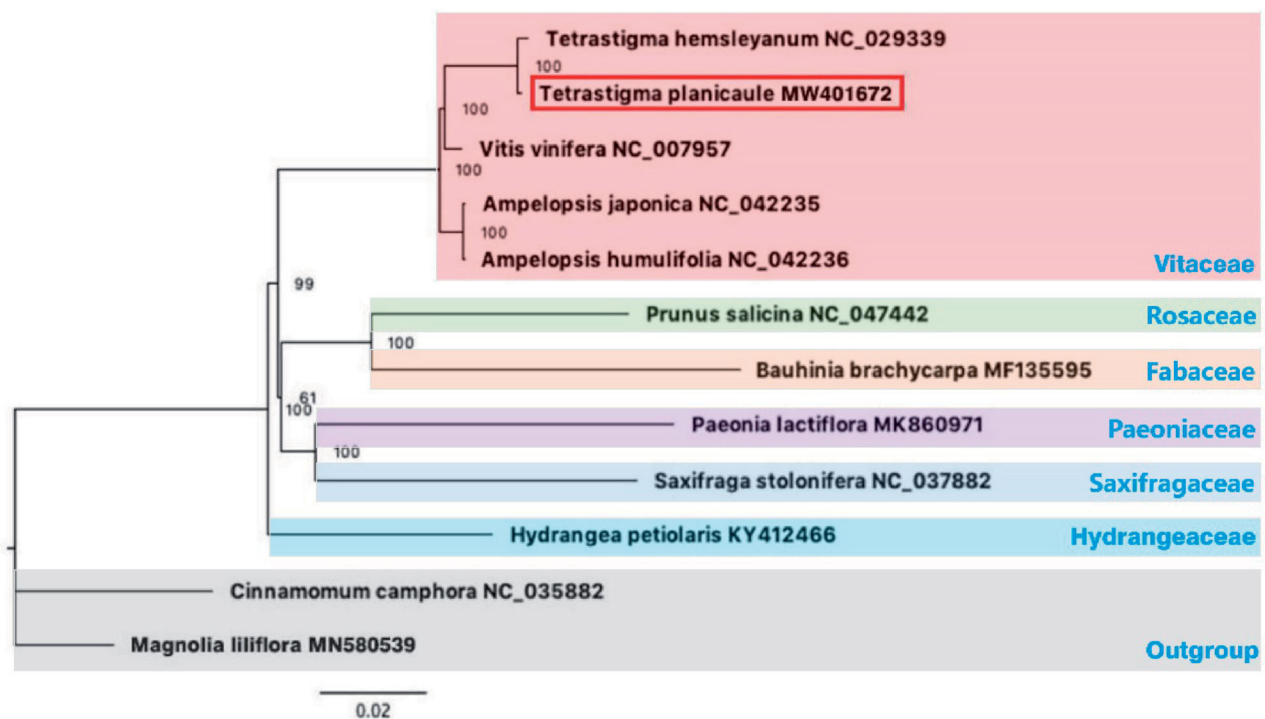 Tetrastigma hemsleyanum NC_029339
100
Tetrastigma planicaule MW401672
100
Vitis vinifera NC_007957
100
Ampelopsis japonica NC_042235
100
Ampelopsis humulifolia NC_042236
Vitaceae
99
Prunus salicina NC_047442
Rosaceae
100
Bauhinia brachycarpa MF135595
Fabaceae
61
100
Paeonia lactiflora MK860971
Paeoniaceae
100
Saxifraga stolonifera NC_037882
Saxifragaceae
Hydrangea petiolaris KY412466
Hydrangeaceae
Cinnamomum camphora NC_035882
Magnolia liliflora MN580539
Outgroup
0.02